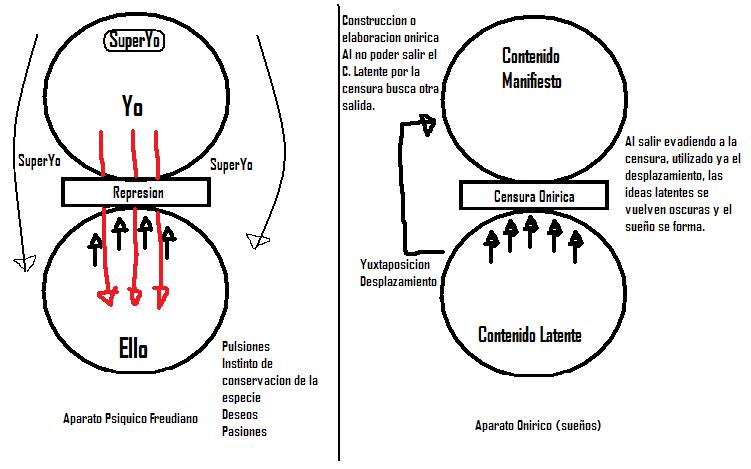 SuperYo
Yo
SuperYo
SuperYo
Represion
Ello
Pulsiones
Instinto de
conservacion de la
especie
Deseos
Pasiones
Aparato Psiquico Freudiano
Construccion o
elaboracion onirica
Al no poder salir el
C. Latente por la
censura busca otra
salida.
Contenido
Manifiesto
Censura Onirica
Al salir evadiendo a la
censura, utilizado ya el
desplazamiento, las
ideas latentes se
vuelven oscuras y el
sueño se forma.
Yuxtaposicion
Desplazamiento
Contenido Latente
Aparato Onirico (sueños)